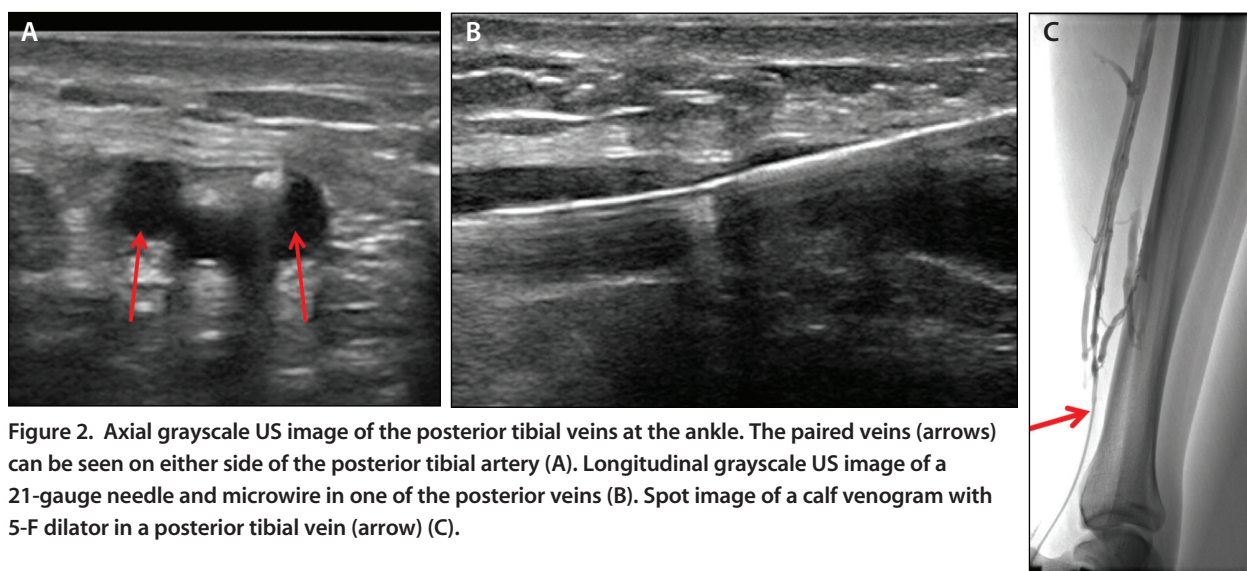 A
B
C
Figure 2. Axial grayscale US image of the posterior tibial veins at the ankle. The paired veins (arrows)
can be seen on either side of the posterior tibial artery (A). Longitudinal grayscale US image of a
21-gauge needle and microwire in one of the posterior veins (B). Spot image of a calf venogram with
5-F dilator in a posterior tibial vein (arrow) (C).